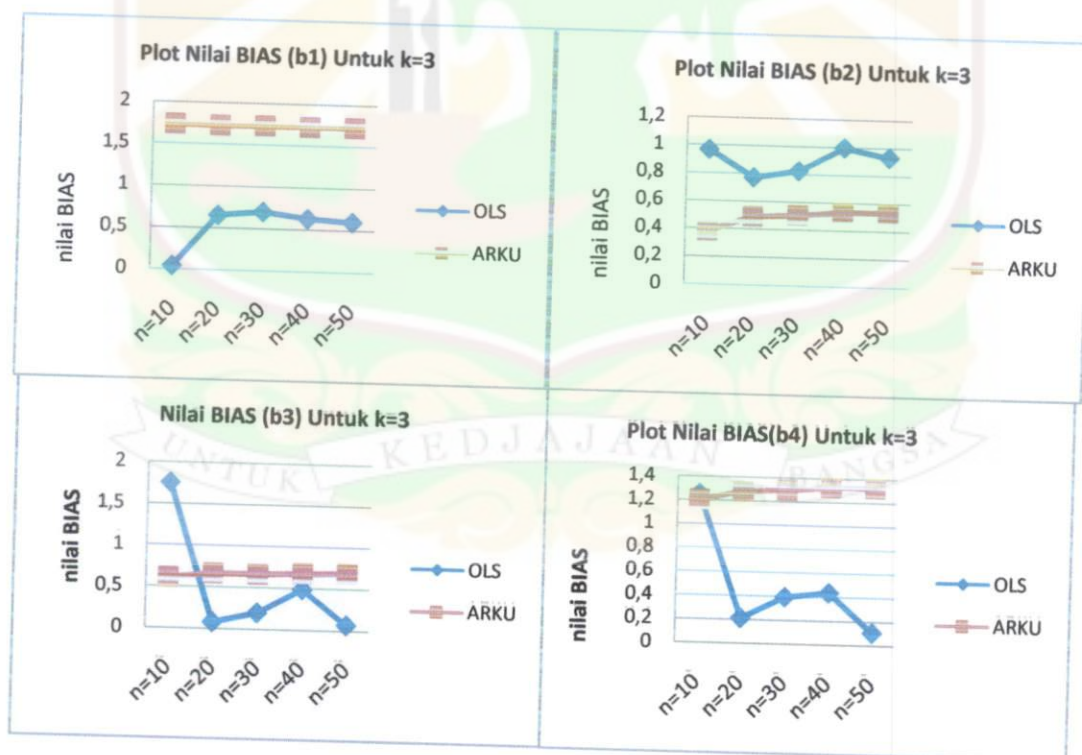 Plot Nilai BIAS (b1) Untuk k=3
nilai BIAS
2
1,5
1
0,5
0
n=10
n=20
n=30
n=40
n=50
OLS
ARKU
Plot Nilai BIAS (b2) Untuk k=3
nilai BIAS
1,2
1
0,8
0,6
0,4
0,2
0
n=10
n=20
n=30
n=40
n=50
OLS
ARKU
Nilai BIAS (b3) Untuk k=3
nilai BIAS
2
1,5
1
0,5
0
n=10
n=20
n=30
n=40
n=50
OLS
ARKU
Plot Nilai BIAS(b4) Untuk k=3
nilai BIAS
1,4
1,2
1
0,8
0,6
0,4
0,2
0
n=10
n=20
n=30
n=40
n=50
OLS
ARKU
UNTUK KEDJAJAAN BANGSA